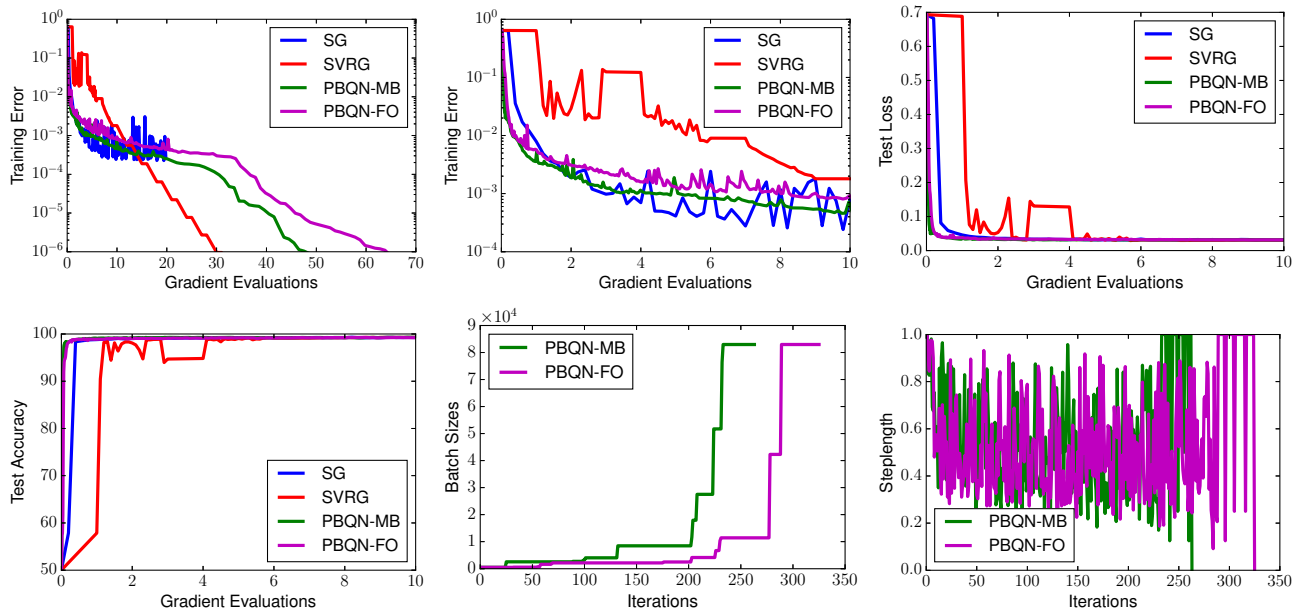 10^0
10^-1
10^-2
10^-3
10^-4
10^-5
10^-6
0 10 20 30 40 50 60 70
Gradient Evaluations
Training Error
SG
SVRG
PBQN-MB
PBQN-FO
10^0
10^-1
10^-2
10^-3
10^-4
0 2 4 6 8 10
Gradient Evaluations
Training Error
SG
SVRG
PBQN-MB
PBQN-FO
0.7
0.6
0.5
0.4
0.3
0.2
0.1
0.0
0 2 4 6 8 10
Gradient Evaluations
Test Loss
SG
SVRG
PBQN-MB
PBQN-FO
100
90
80
70
60
50
0 2 4 6 8 10
Gradient Evaluations
Test Accuracy
SG
SVRG
PBQN-MB
PBQN-FO
×10^4
9
8
7
6
5
4
3
2
1
0
0 50 100 150 200 250 300 350
Iterations
Batch Sizes
PBQN-MB
PBQN-FO
1.0
0.8
0.6
0.4
0.2
0.0
0 50 100 150 200 250 300 350
Iterations
Steplength
PBQN-MB
PBQN-FO